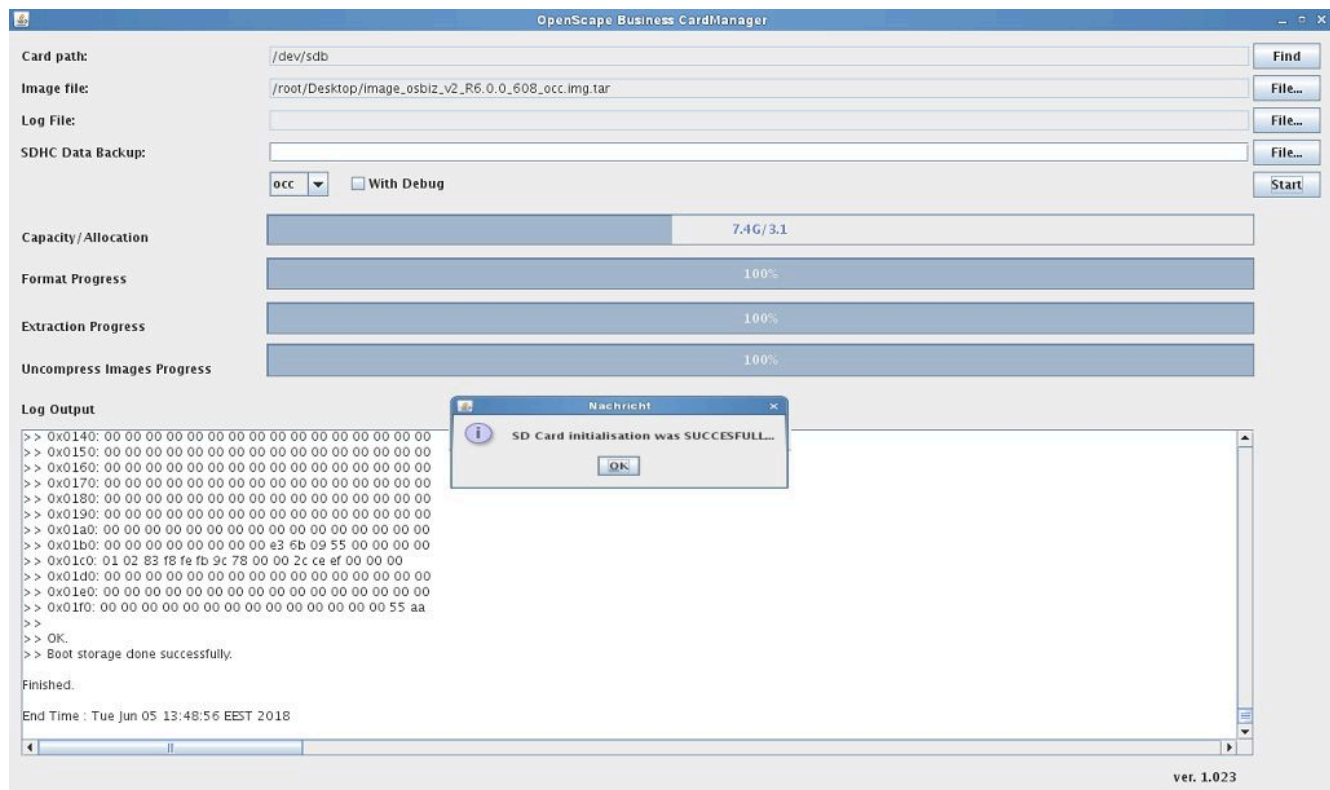 OpenScape Business CardManager
Card path: /dev/sdb Find
Image file: /root/Desktop/image_osbiz_v2_R6.0.0_608_occ.img.tar File...
Log File: File...
SDHC Data Backup: File...
occ With Debug Start
Capacity/Allocation 7.4G/3.1
Format Progress 100%
Extraction Progress 100%
Uncompress Images Progress 100%
Log Output
Nachricht
SD Card initialisation was SUCCESFULL...
OK
>> 0x0140: 00 00 00 00 00 00 00 00 00 00 00 00 00 00 00 00
>> 0x0150: 00 00 00 00 00 00 00 00 00 00 00 00 00 00 00 00
>> 0x0160: 00 00 00 00 00 00 00 00 00 00 00 00 00 00 00 00
>> 0x0170: 00 00 00 00 00 00 00 00 00 00 00 00 00 00 00 00
>> 0x0180: 00 00 00 00 00 00 00 00 00 00 00 00 00 00 00 00
>> 0x0190: 00 00 00 00 00 00 00 00 00 00 00 00 00 00 00 00
>> 0x01a0: 00 00 00 00 00 00 00 00 00 00 00 00 00 00 00 00
>> 0x01b0: 00 00 00 00 00 00 00 00 e3 6b 09 55 00 00 00 00
>> 0x01c0: 01 02 83 f8 fe fb 9c 78 00 00 2c ce ef 00 00 00
>> 0x01d0: 00 00 00 00 00 00 00 00 00 00 00 00 00 00 00 00
>> 0x01e0: 00 00 00 00 00 00 00 00 00 00 00 00 00 00 00 00
>> 0x01f0: 00 00 00 00 00 00 00 00 00 00 00 00 00 00 55 aa
>>
>> OK.
>> Boot storage done successfully.
Finished.
End Time : Tue Jun 05 13:48:56 EEST 2018
ver. 1.023